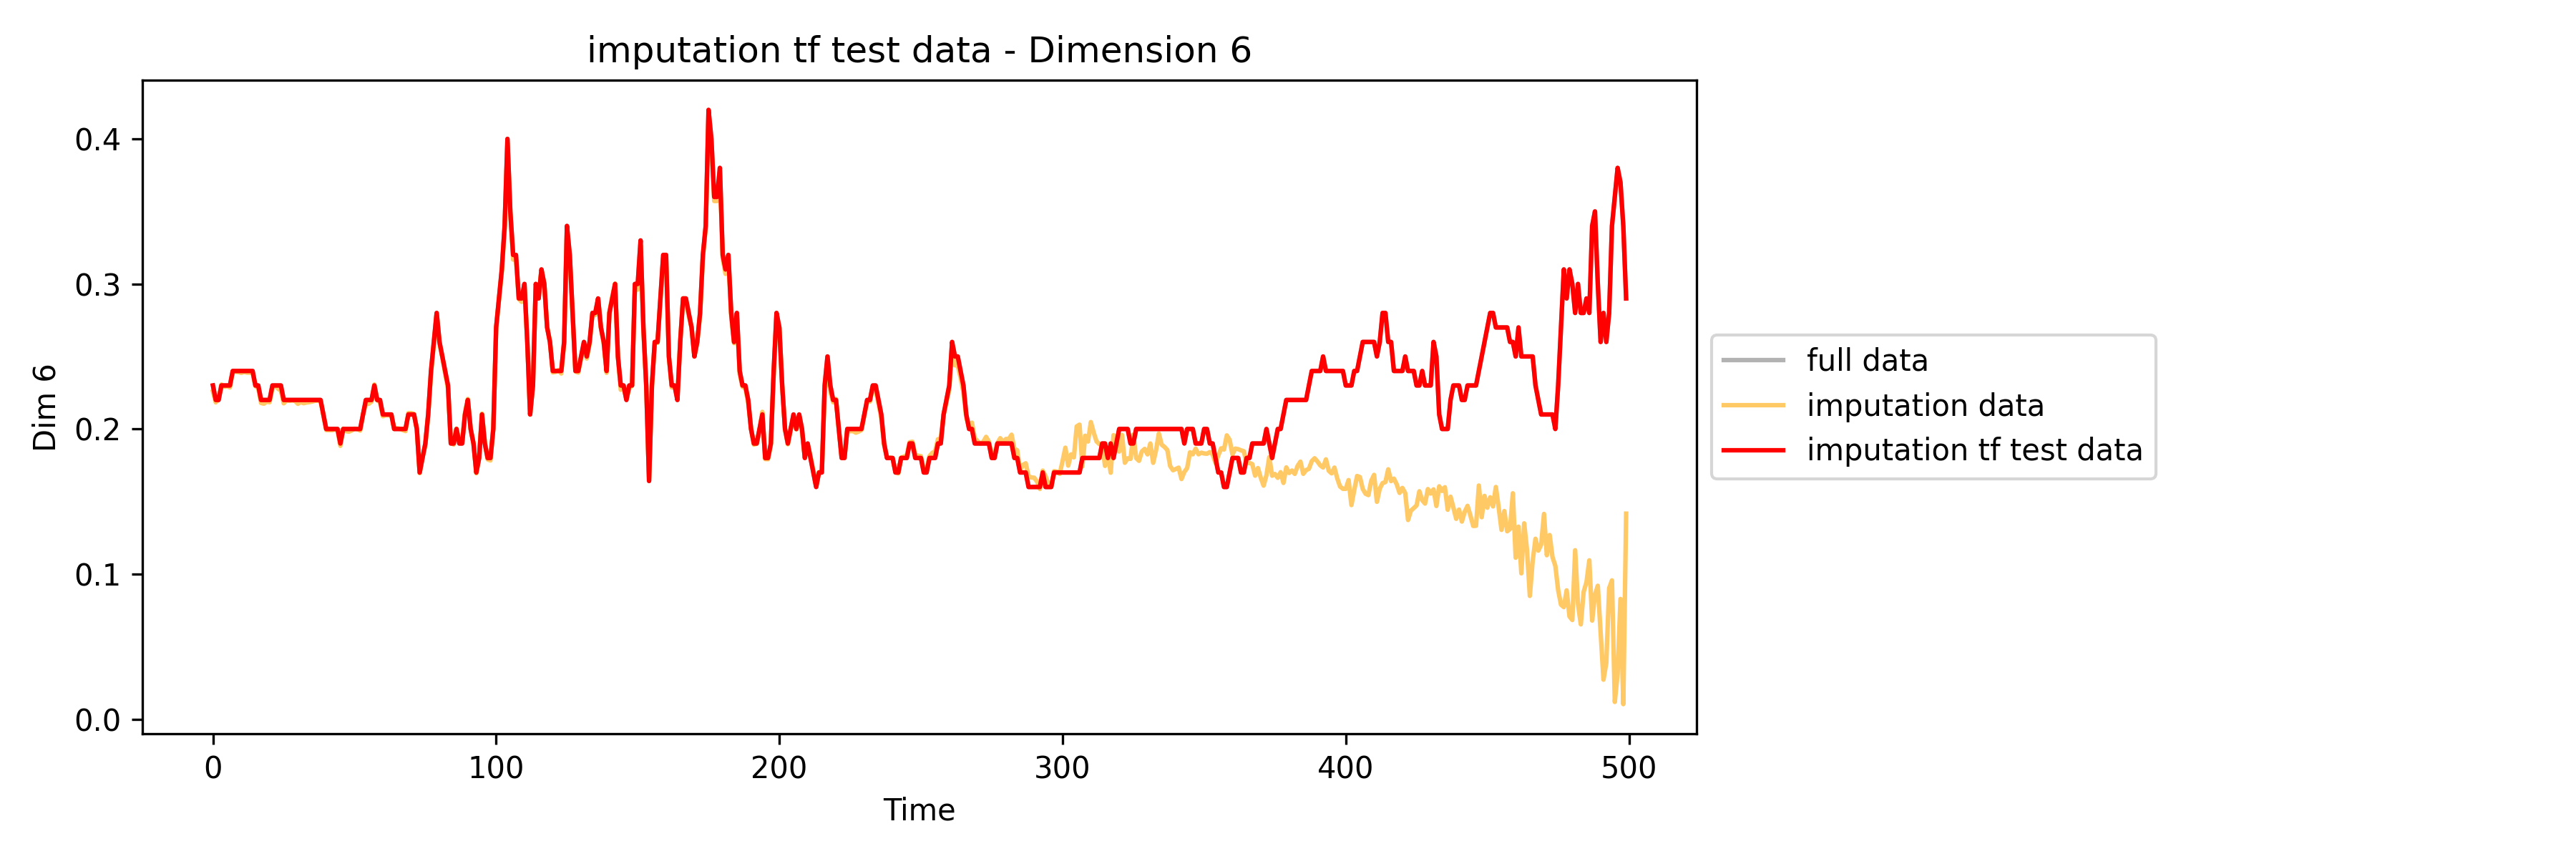 imputation tf test data - Dimension 6
0.4
0.3
0.2
0.1
0.0
Dim 6
0
100
200
300
400
500
Time
full data
imputation data
imputation tf test data